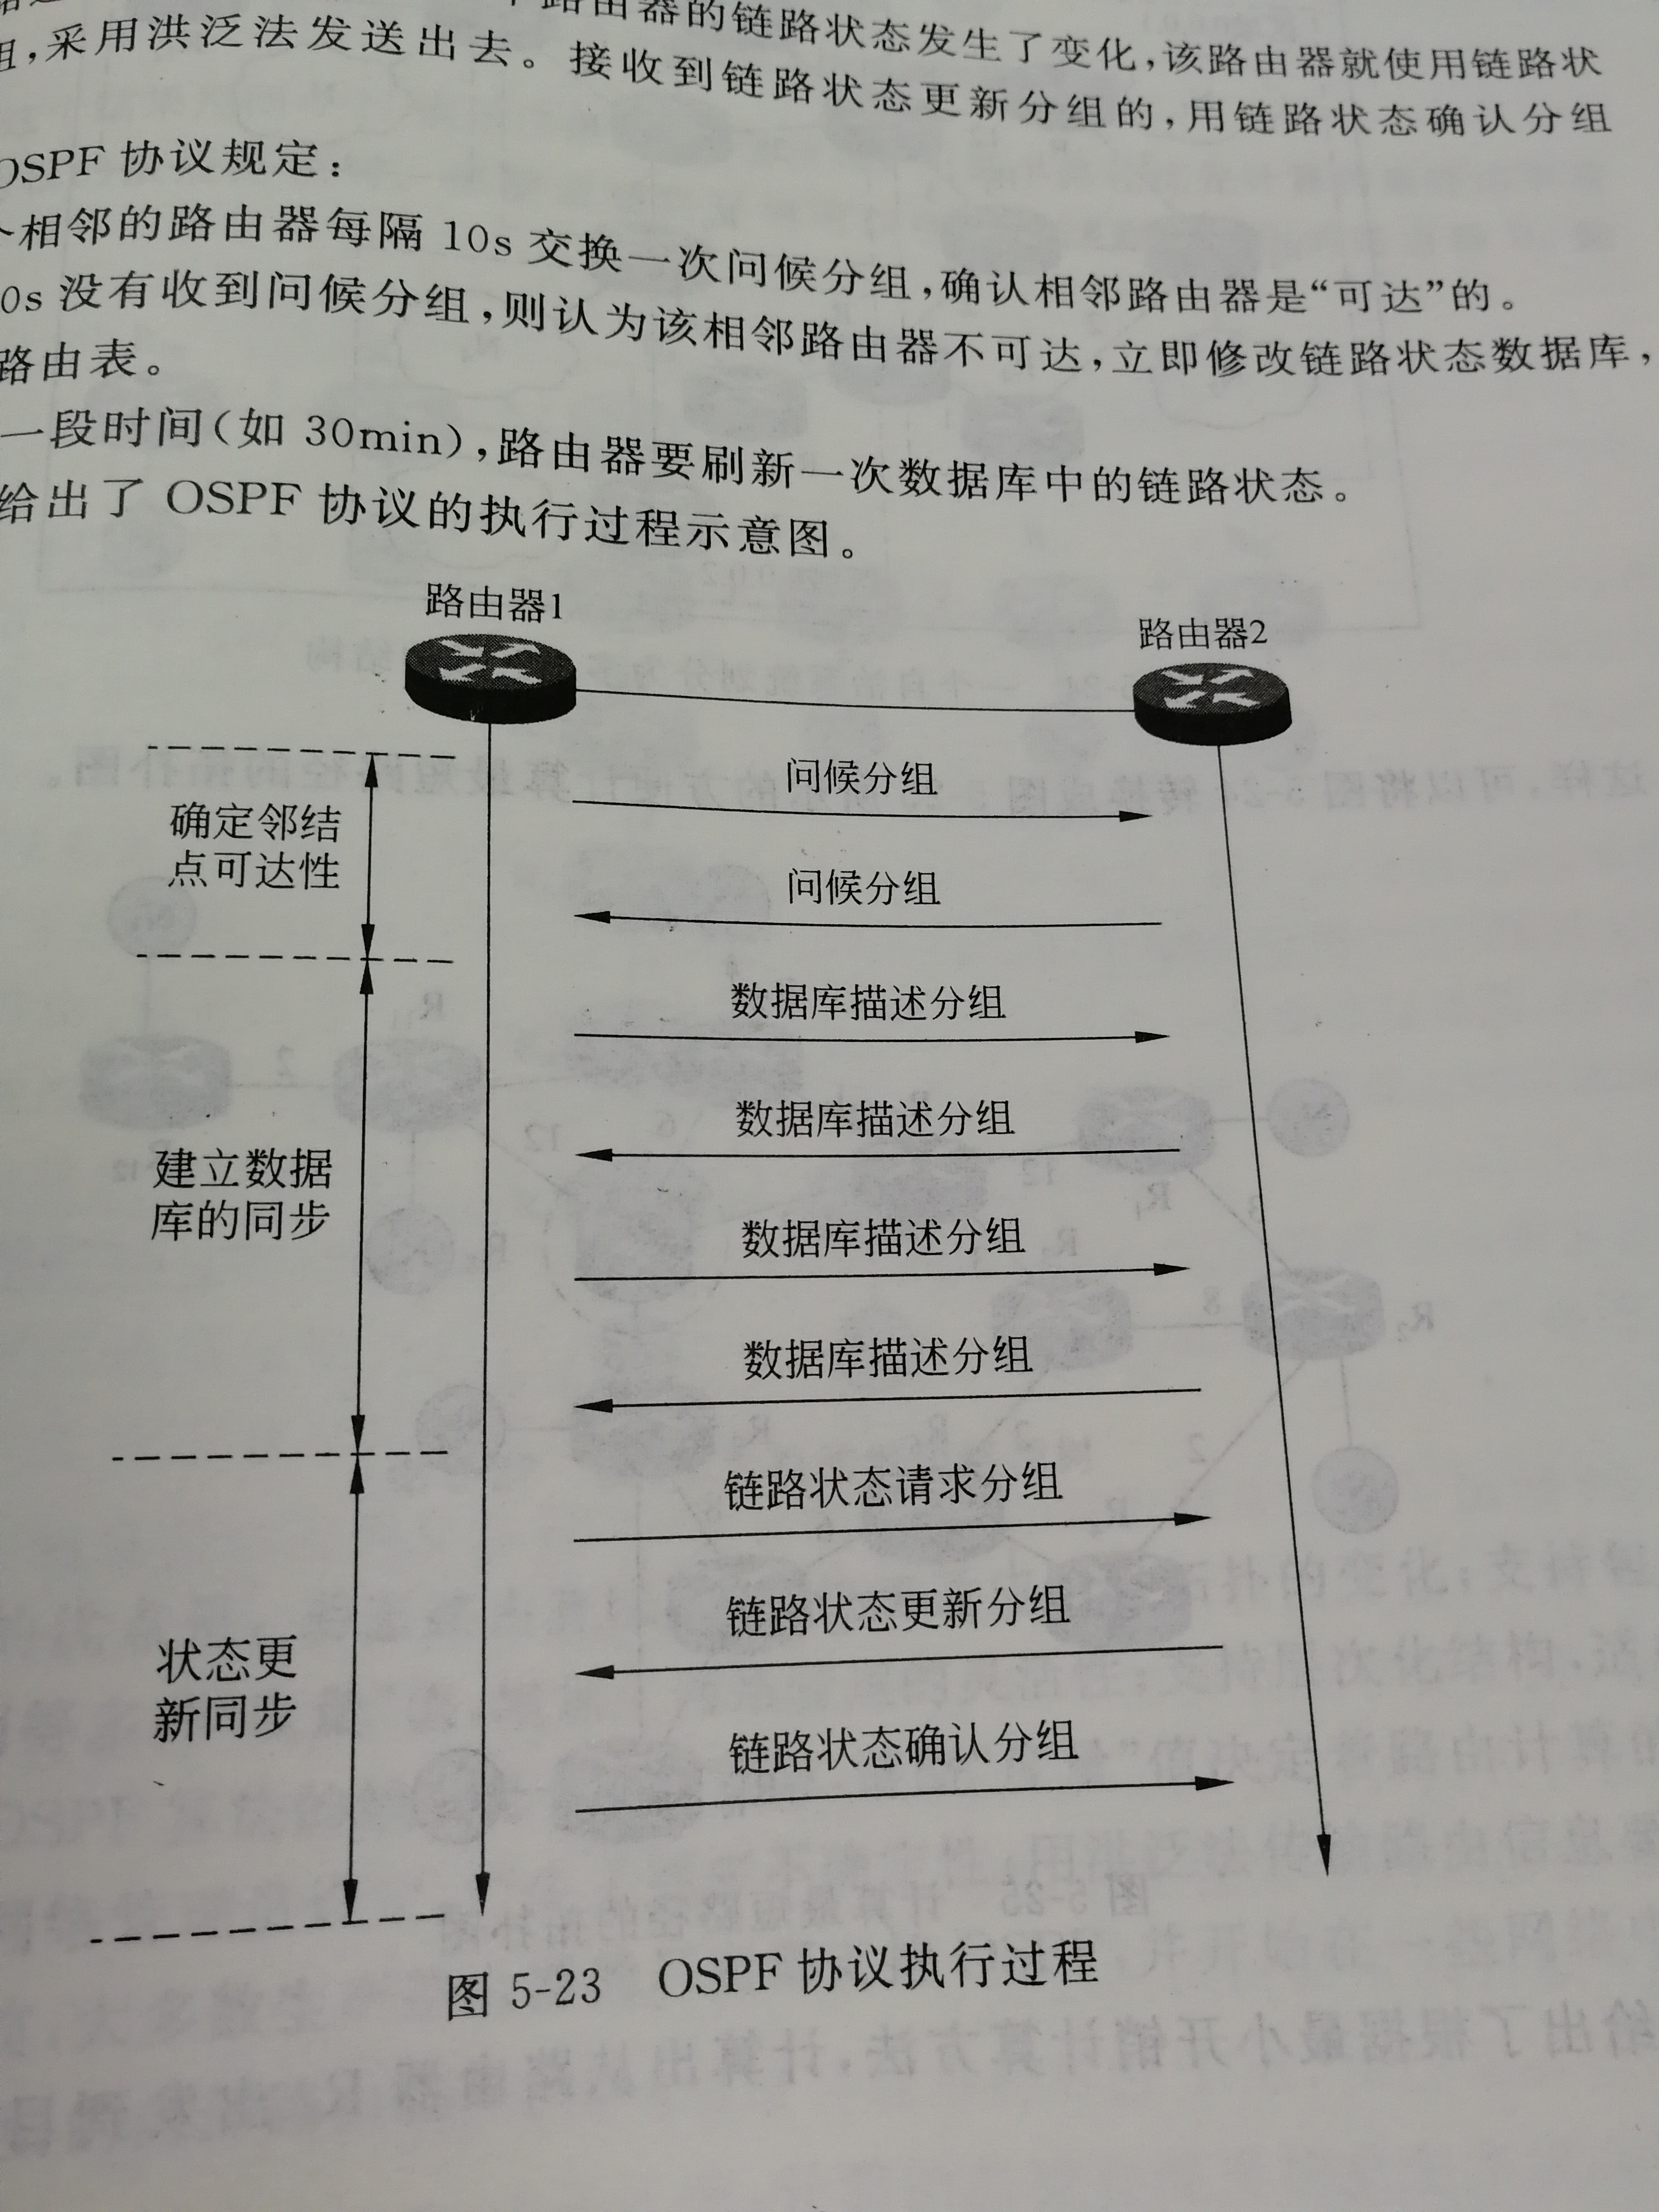 路由器的链路状态发生了变化,该路由器就使用链路状
组,采用洪泛法发送出去。接收到链路状态更新分组的,用链路状态确认分组
OSPF 协议规定:
个相邻的路由器每隔 10s 交换一次问候分组,确认相邻路由器是“可达”的。
0s 没有收到问候分组,则认为该相邻路由器不可达,立即修改链路状态数据库,
路由表。
一段时间(如 30min),路由器要刷新一次数据库中的链路状态。
给出了 OSPF 协议的执行过程示意图。
路由器1
路由器2
问候分组
确定邻结
点可达性
问候分组
数据库描述分组
数据库描述分组
建立数据
库的同步
数据库描述分组
数据库描述分组
链路状态请求分组
链路状态更新分组
状态更
新同步
链路状态确认分组
图 5-23 OSPF 协议执行过程